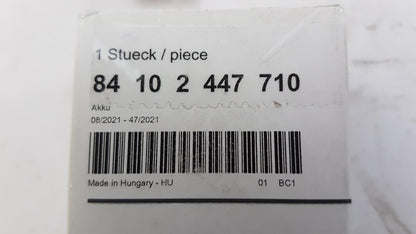 1 Stueck / piece
84 10 2 447 710
Akku
08/2021 - 47/2021
Made in Hungary - HU 01 BC1